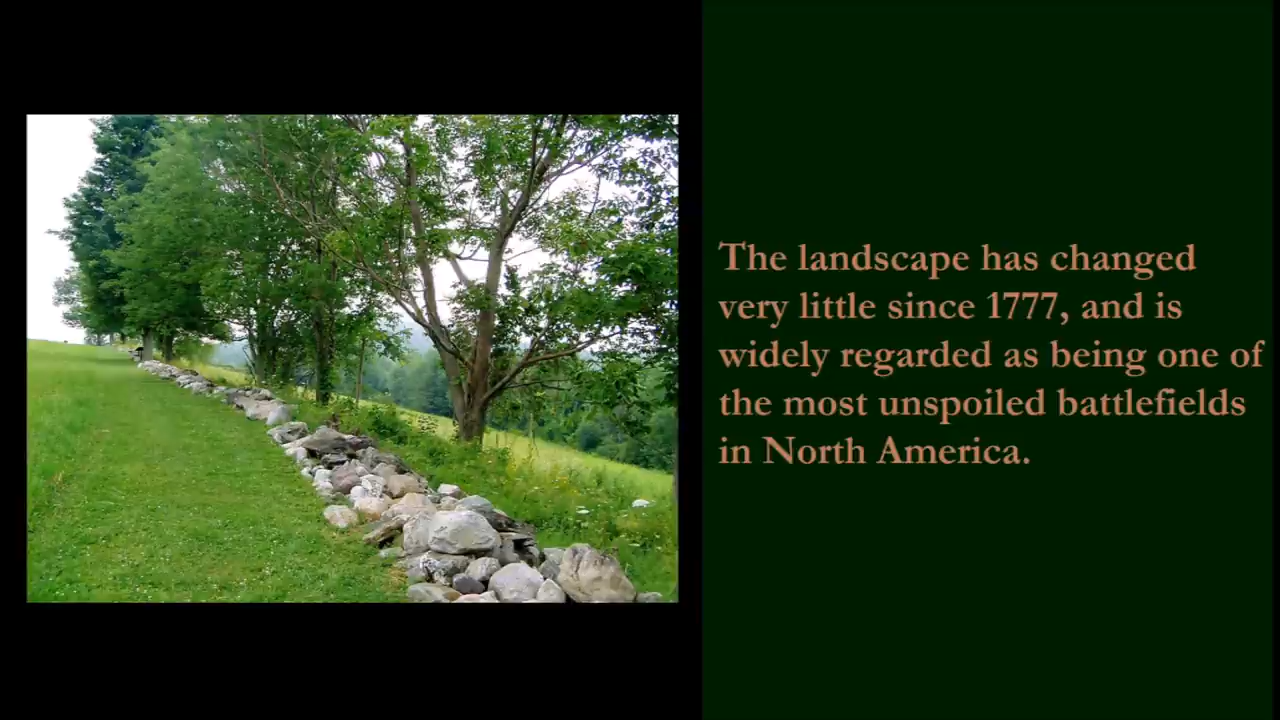 The landscape has changed
very little since 1777, and is
widely regarded as being one of
the most unspoiled battlefields
in North America.